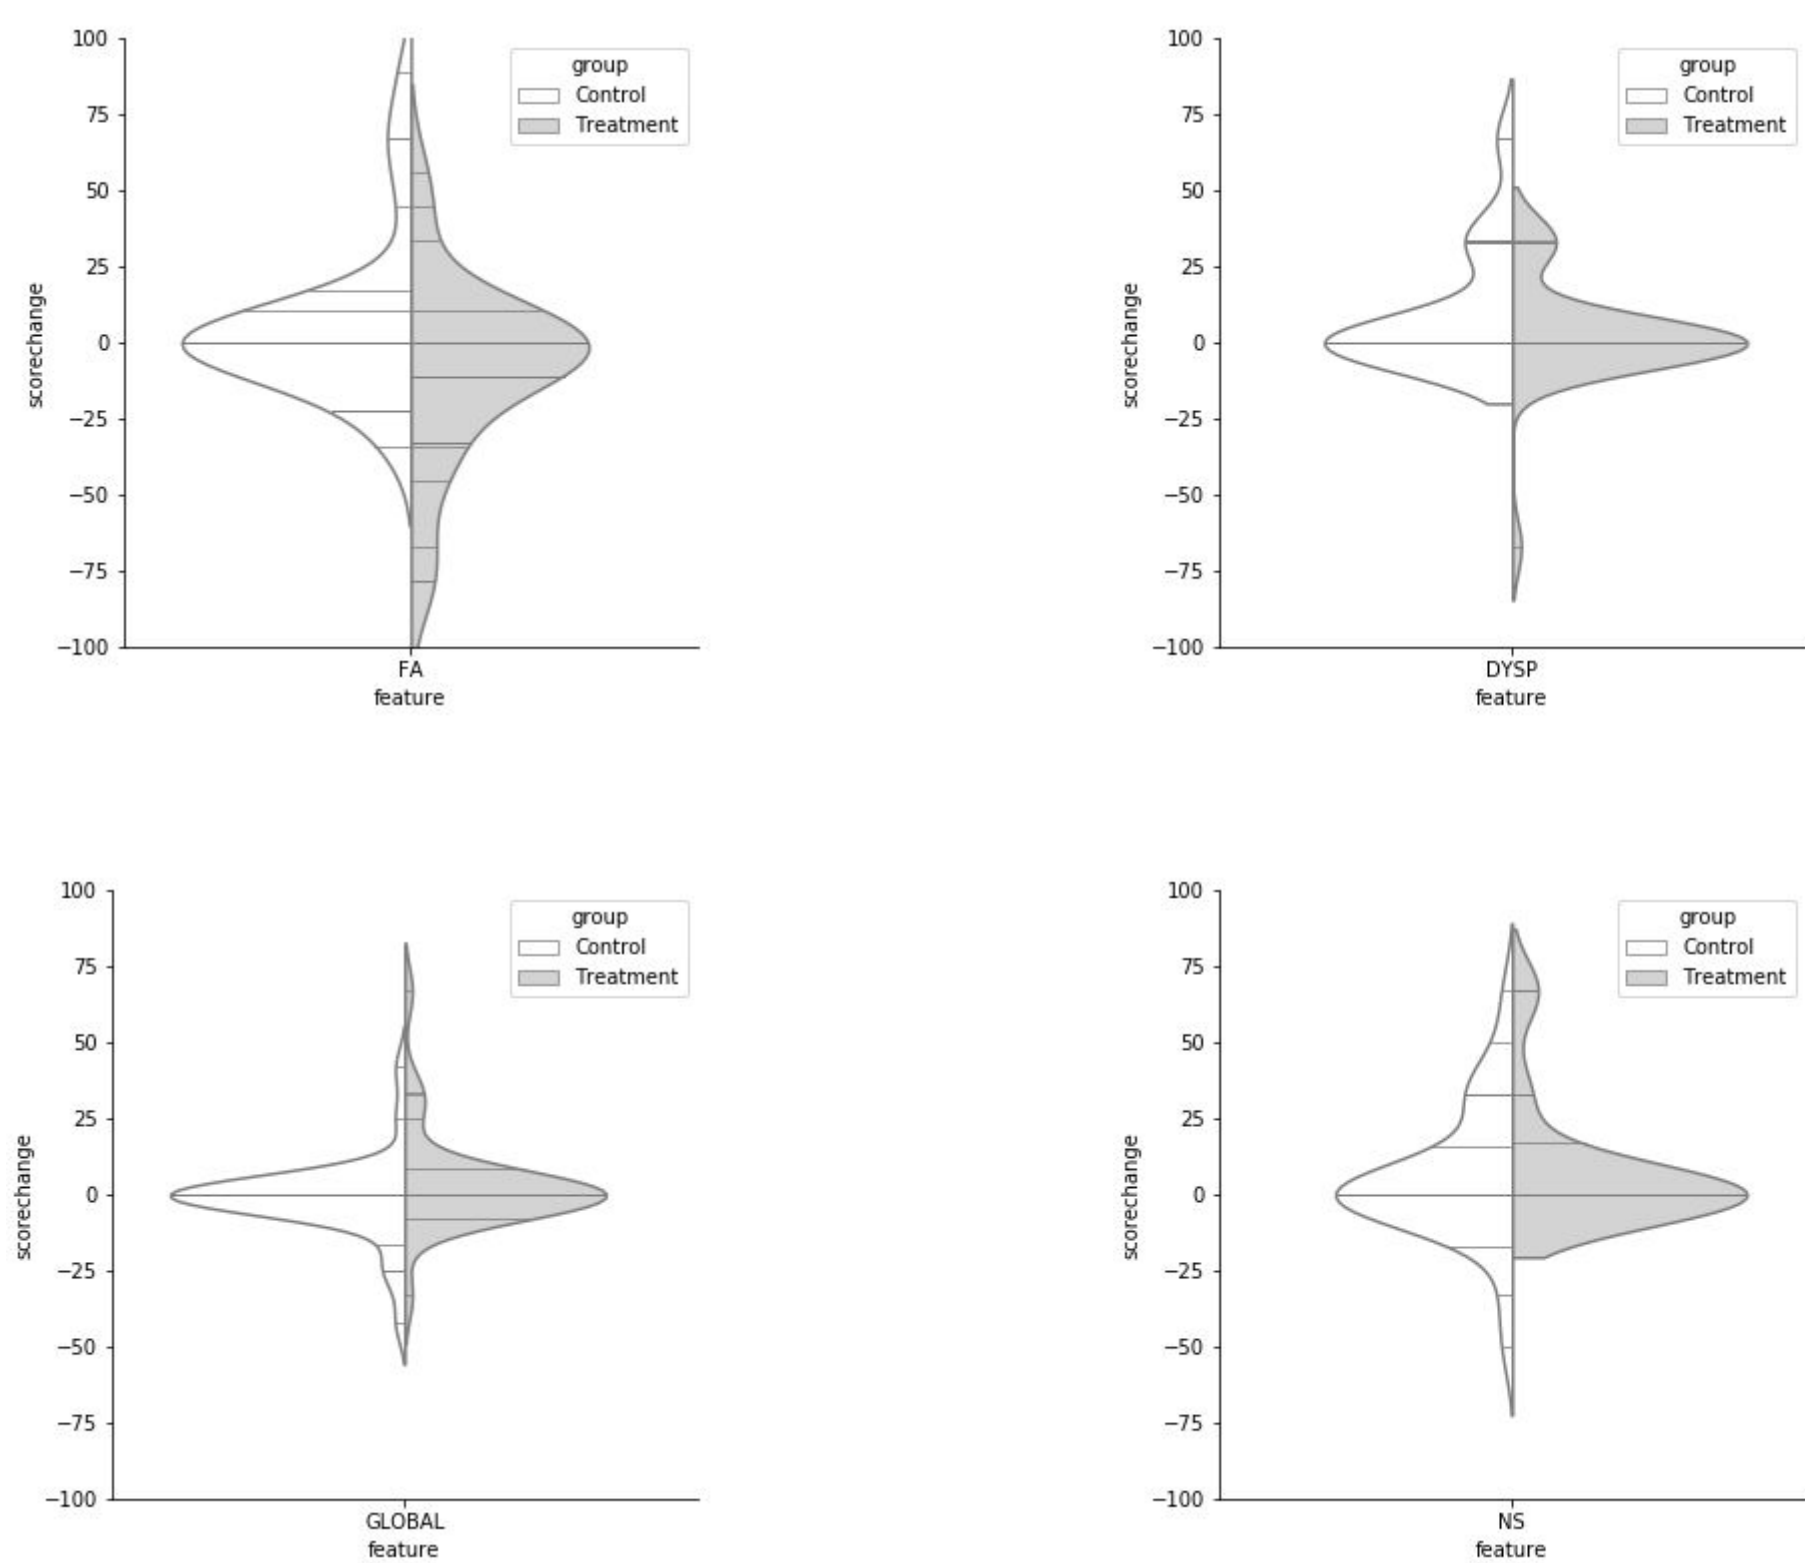 100
75
50
25
0
−25
−50
−75
−100
scorechange
group
Control
Treatment
FA
feature
100
75
50
25
0
−25
−50
−75
−100
scorechange
group
Control
Treatment
DYSP
feature
100
75
50
25
0
−25
−50
−75
−100
scorechange
group
Control
Treatment
GLOBAL
feature
100
75
50
25
0
−25
−50
−75
−100
scorechange
group
Control
Treatment
NS
feature